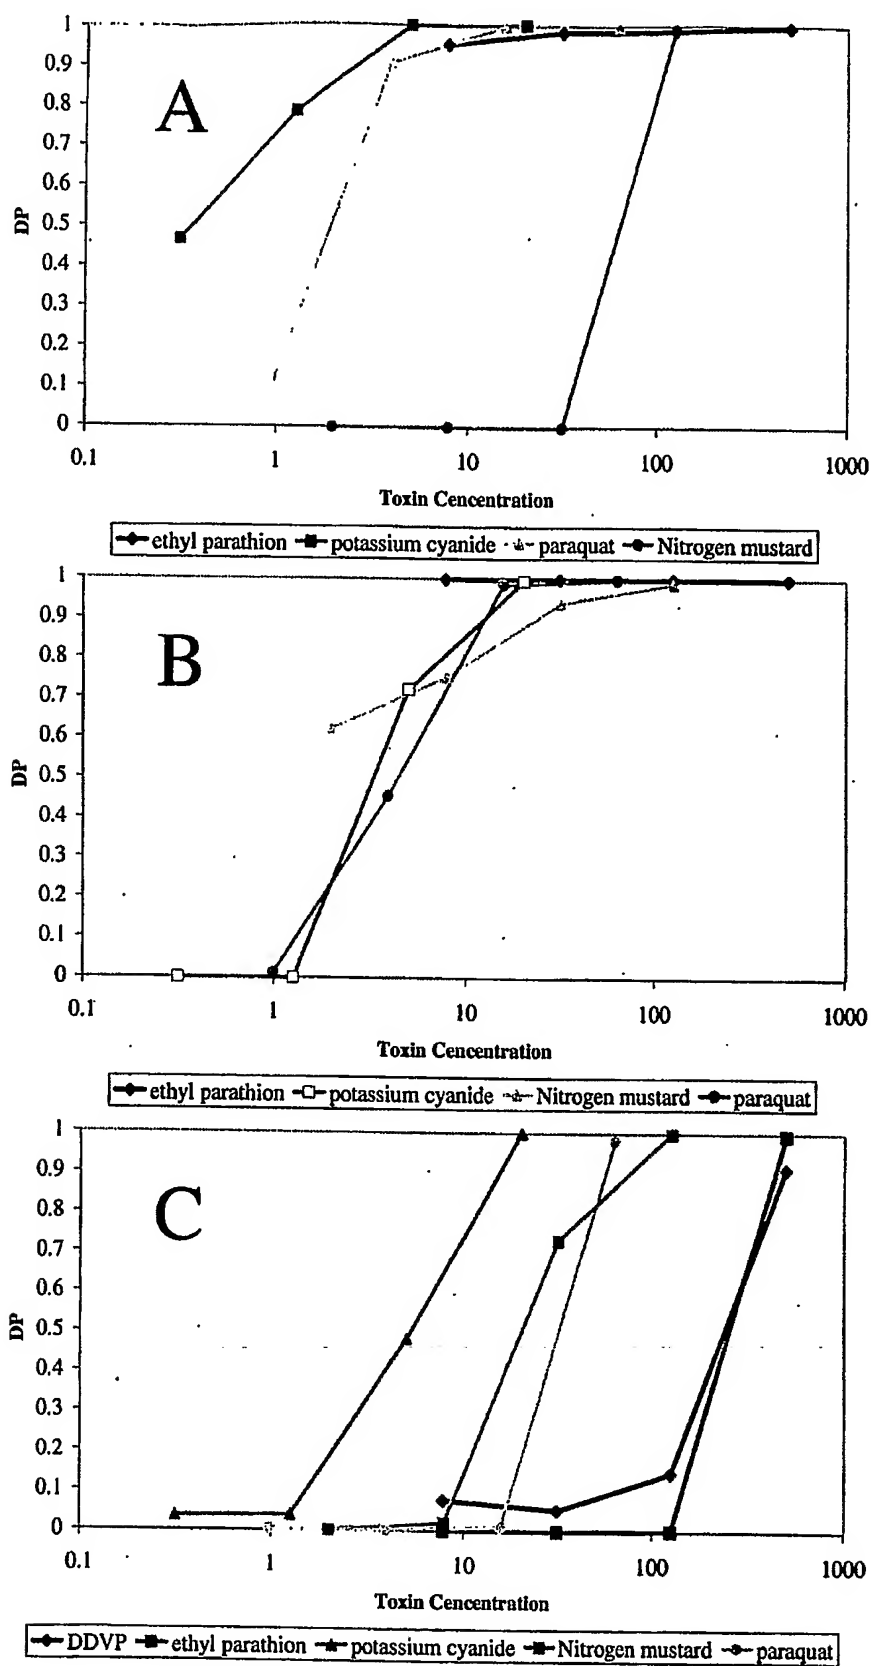 1
0.9
0.8
0.7
0.6
0.5
0.4
0.3
0.2
0.1
0
DP
A
0.1 1 10 100 1000
Toxin Cencentration
ethyl parathion potassium cyanide paraquat Nitrogen mustard
1
0.9
0.8
0.7
0.6
0.5
0.4
0.3
0.2
0.1
0
DP
B
0.1 1 10 100 1000
Toxin Cencentration
ethyl parathion potassium cyanide Nitrogen mustard paraquat
1
0.9
0.8
0.7
0.6
0.5
0.4
0.3
0.2
0.1
0
DP
C
0.1 1 10 100 1000
Toxin Cencentration
DDVP ethyl parathion potassium cyanide Nitrogen mustard paraquat